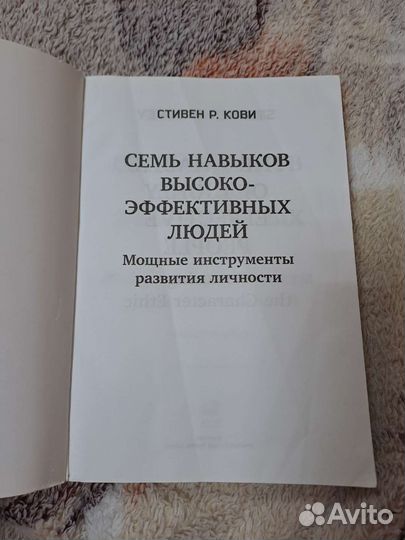 СТИВЕН Р. КОВИ
СЕМЬ НАВЫКОВ
ВЫСОКО-
ЭФФЕКТИВНЫХ
ЛЮДЕЙ
Мощные инструменты
развития личности
Avito